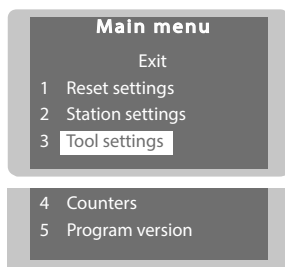 Main menu
Exit
1 Reset settings
2 Station settings
3 Tool settings
4 Counters
5 Program version